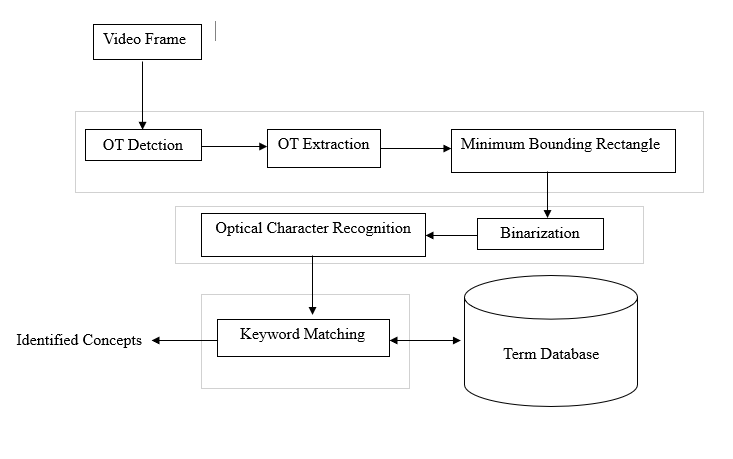 Video Frame
OT Detction
OT Extraction
Minimum Bounding Rectangle
Optical Character Recognition
Binarization
Keyword Matching
Identified Concepts
Term Database